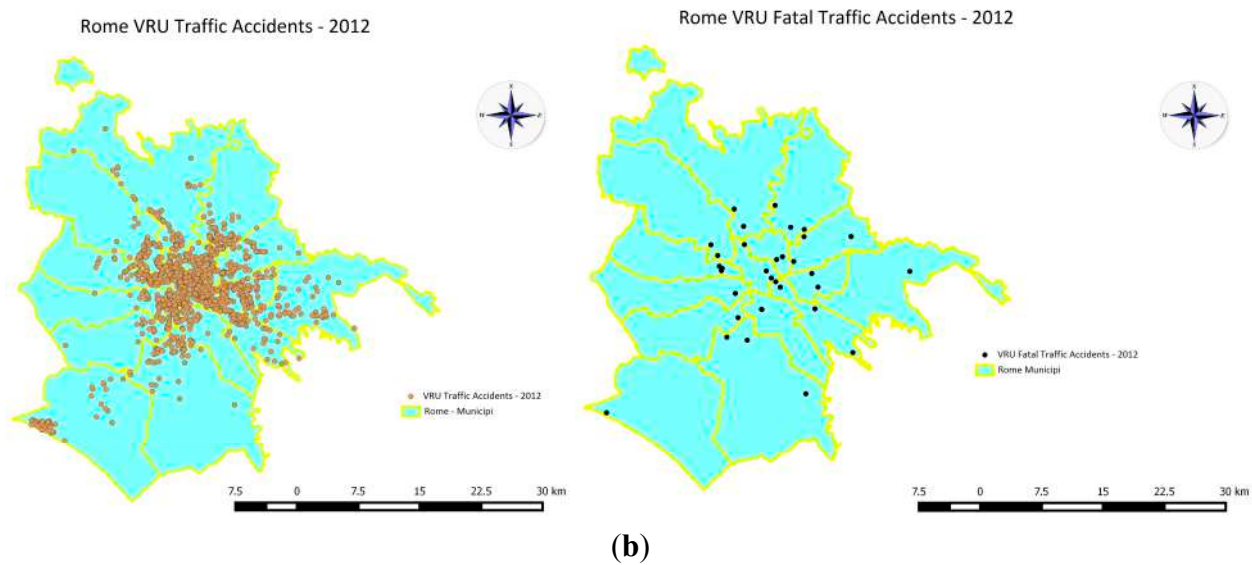 Rome VRU Traffic Accidents - 2012
Rome VRU Fatal Traffic Accidents - 2012
W
E
S
W
E
S
VRU Traffic Accidents - 2012
Rome - Municipi
VRU Fatal Traffic Accidents - 2012
Rome Municipi
7.5 0 7.5 15 22.5 30 km
7.5 0 7.5 15 22.5 30 km
(b)